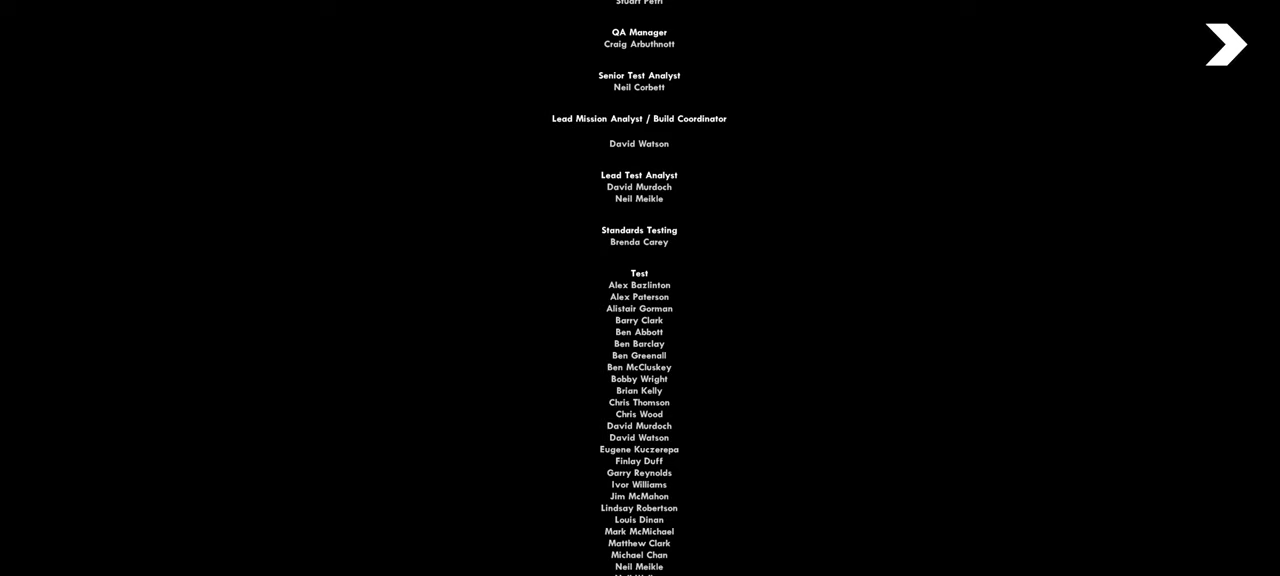 Stuart Petri
QA Manager
Craig Arbuthnott
Senior Test Analyst
Neil Corbett
Lead Mission Analyst / Build Coordinator
David Watson
Lead Test Analyst
David Murdoch
Neil Meikle
Standards Testing
Brenda Carey
Test
Alex Bazlinton
Alex Paterson
Alistair Gorman
Barry Clark
Ben Abbott
Ben Barclay
Ben Greenall
Ben McCluskey
Bobby Wright
Brian Kelly
Chris Thomson
Chris Wood
David Murdoch
David Watson
Eugene Kuczerepa
Finlay Duff
Garry Reynolds
Ivor Williams
Jim McMahon
Lindsay Robertson
Louis Dinan
Mark McMichael
Matthew Clark
Michael Chan
Neil Meikle